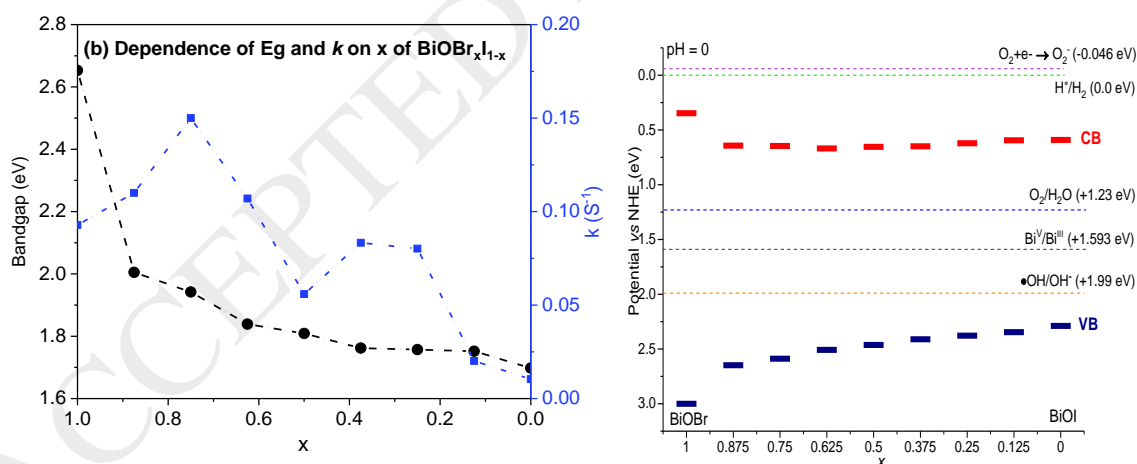 (b) Dependence of Eg and k on x of BiOBrₓI₁₋ₓ
Bandgap (eV)
2.8
2.6
2.4
2.2
2.0
1.8
1.6
1.0
0.8
0.6
0.4
0.2
0.0
x
0.20
0.15
0.10
0.05
0.00
k (S⁻¹)
ACCEPTED
pH = 0
Potential vs NHE (eV)
0.0
0.5
1.0
1.5
2.0
2.5
3.0
O₂+e- → O₂⁻ (-0.046 eV)
H⁺/H₂ (0.0 eV)
CB
O₂/H₂O (+1.23 eV)
Biⱽ/Biᴵᴵᴵ (+1.593 eV)
•OH/OH⁻ (+1.99 eV)
VB
BiOBr
BiOI
1
0.875
0.75
0.625
0.5
0.375
0.25
0.125
0
x